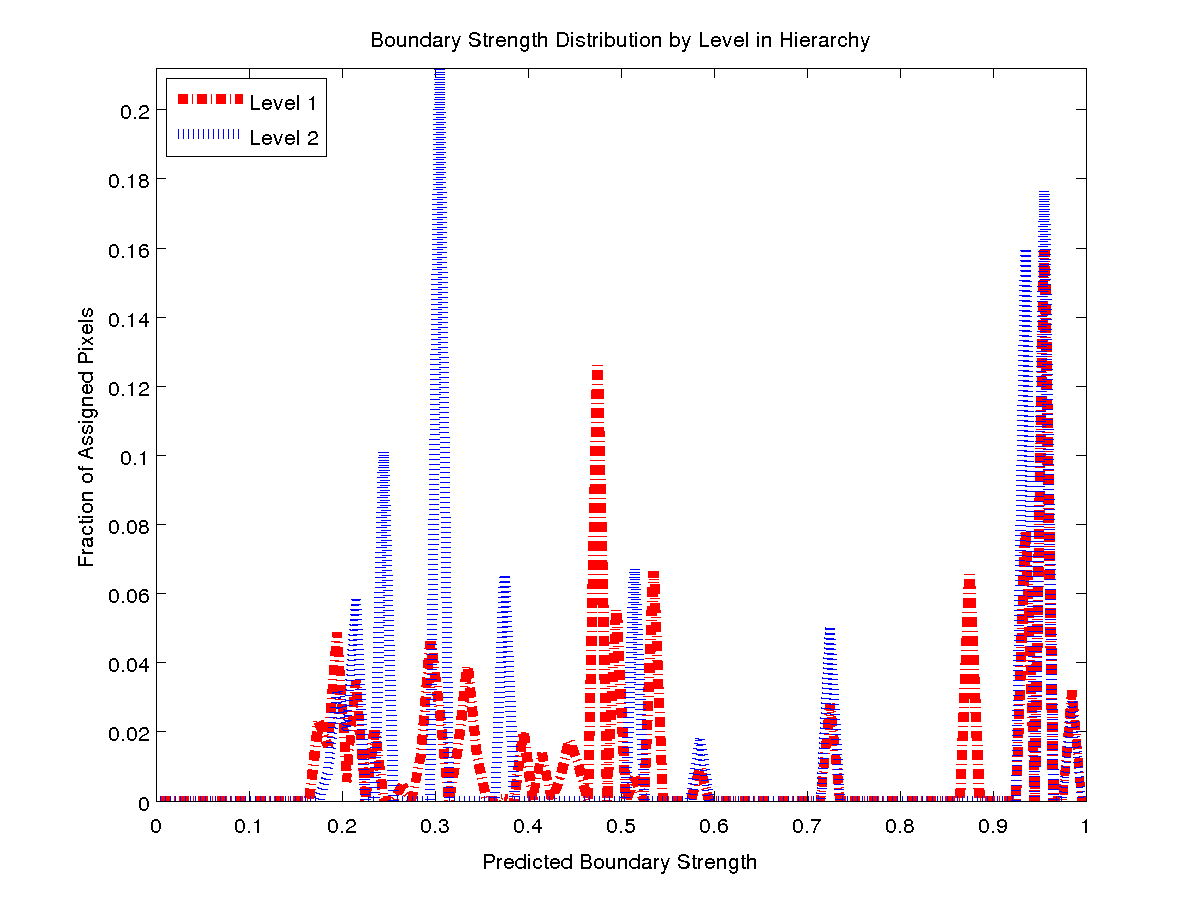 Boundary Strength Distribution by Level in Hierarchy
Level 1
Level 2
0.2
0.18
0.16
0.14
0.12
0.1
0.08
0.06
0.04
0.02
0
Fraction of Assigned Pixels
0 0.1 0.2 0.3 0.4 0.5 0.6 0.7 0.8 0.9 1
Predicted Boundary Strength